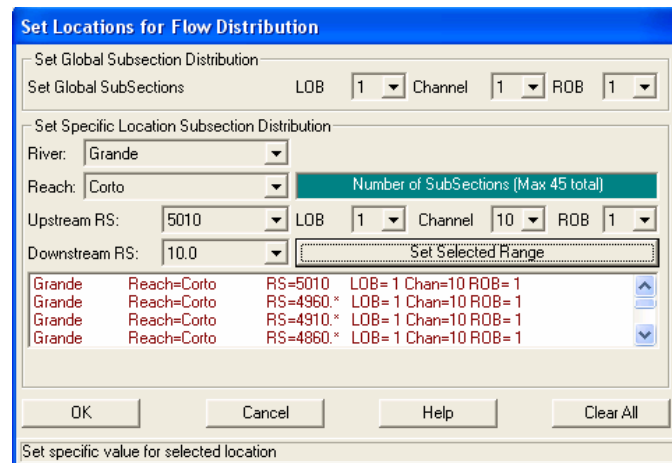 Set Locations for Flow Distribution
Set Global Subsection Distribution
Set Global SubSections LOB 1 Channel 1 ROB 1
Set Specific Location Subsection Distribution
River: Grande
Reach: Corto Number of SubSections (Max 45 total)
Upstream RS: 5010 LOB 1 Channel 10 ROB 1
Downstream RS: 10.0 Set Selected Range
Grande Reach=Corto RS=5010 LOB= 1 Chan=10 ROB= 1
Grande Reach=Corto RS=4960.* LOB= 1 Chan=10 ROB= 1
Grande Reach=Corto RS=4910.* LOB= 1 Chan=10 ROB= 1
Grande Reach=Corto RS=4860.* LOB= 1 Chan=10 ROB= 1
OK Cancel Help Clear All
Set specific value for selected location